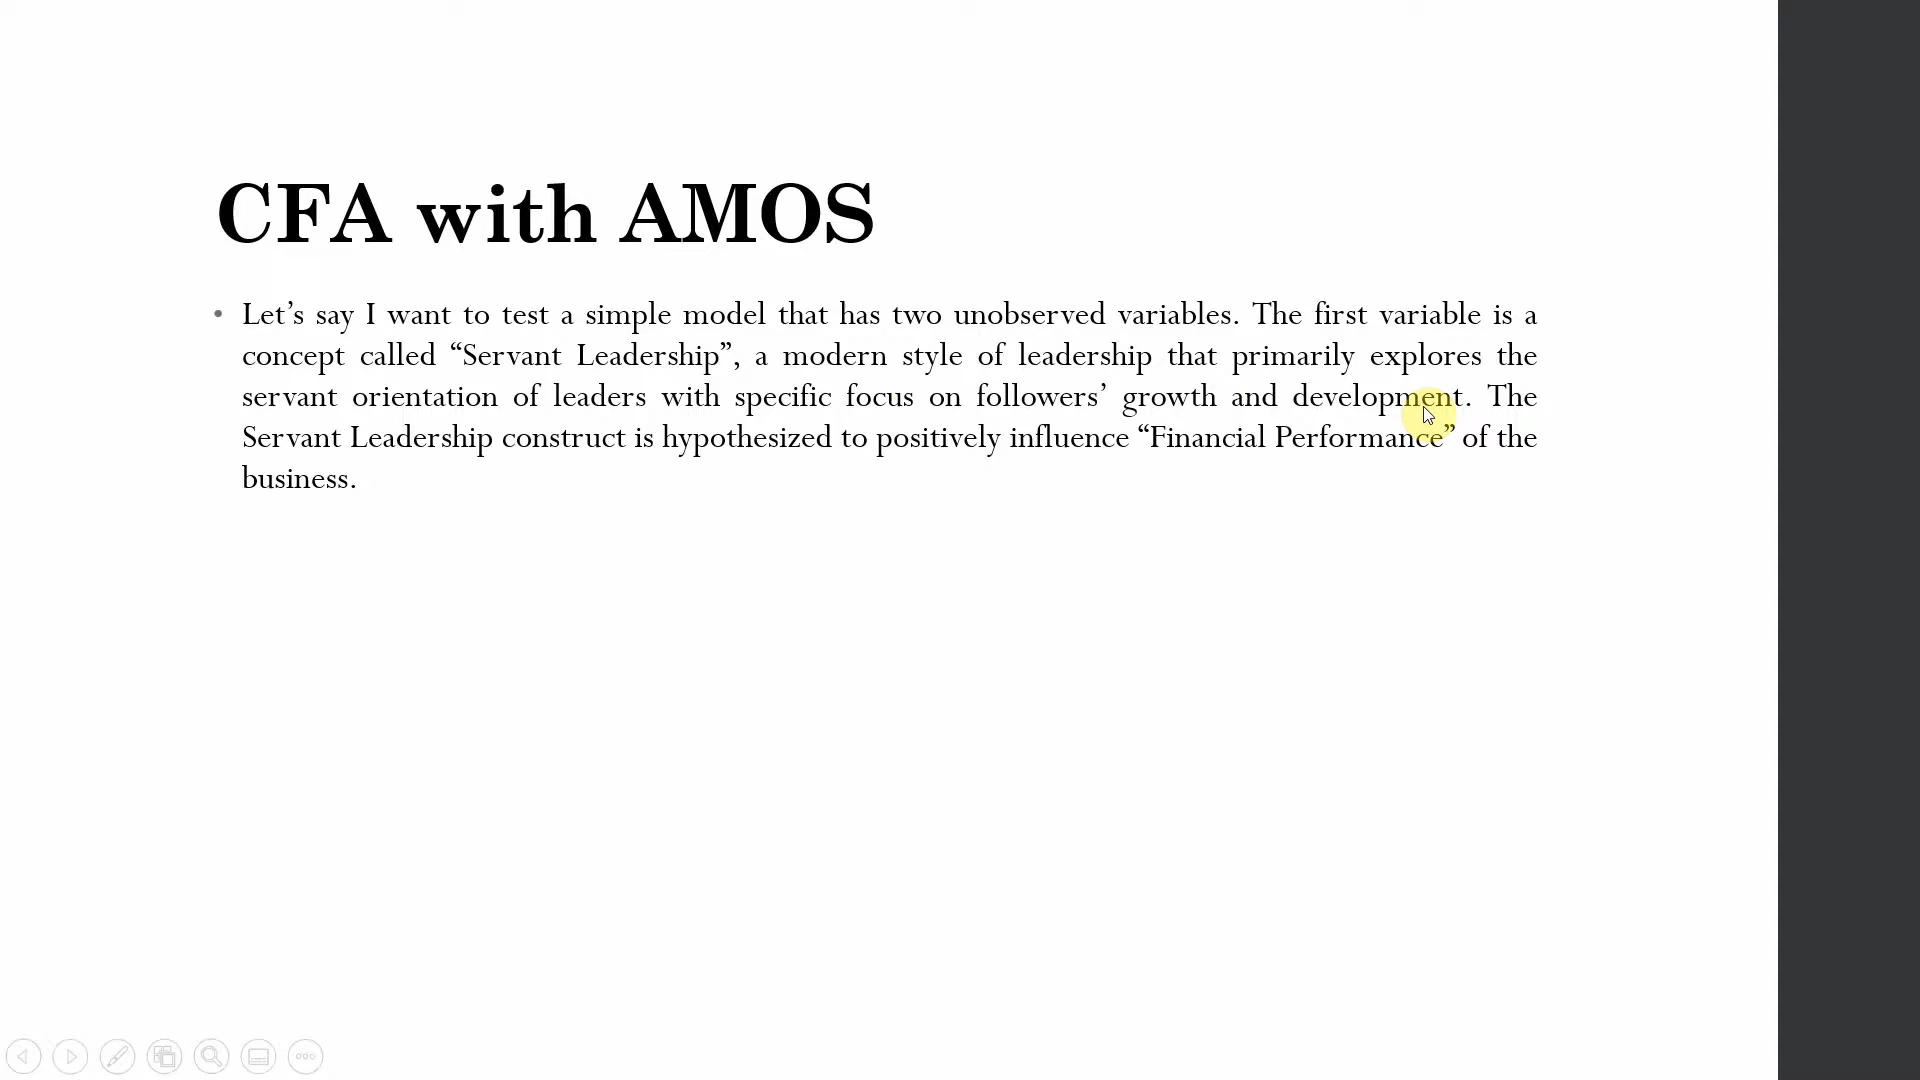 CFA with AMOS
• Let’s say I want to test a simple model that has two unobserved variables. The first variable is a
concept called “Servant Leadership”, a modern style of leadership that primarily explores the
servant orientation of leaders with specific focus on followers’ growth and development. The
Servant Leadership construct is hypothesized to positively influence “Financial Performance” of the
business.